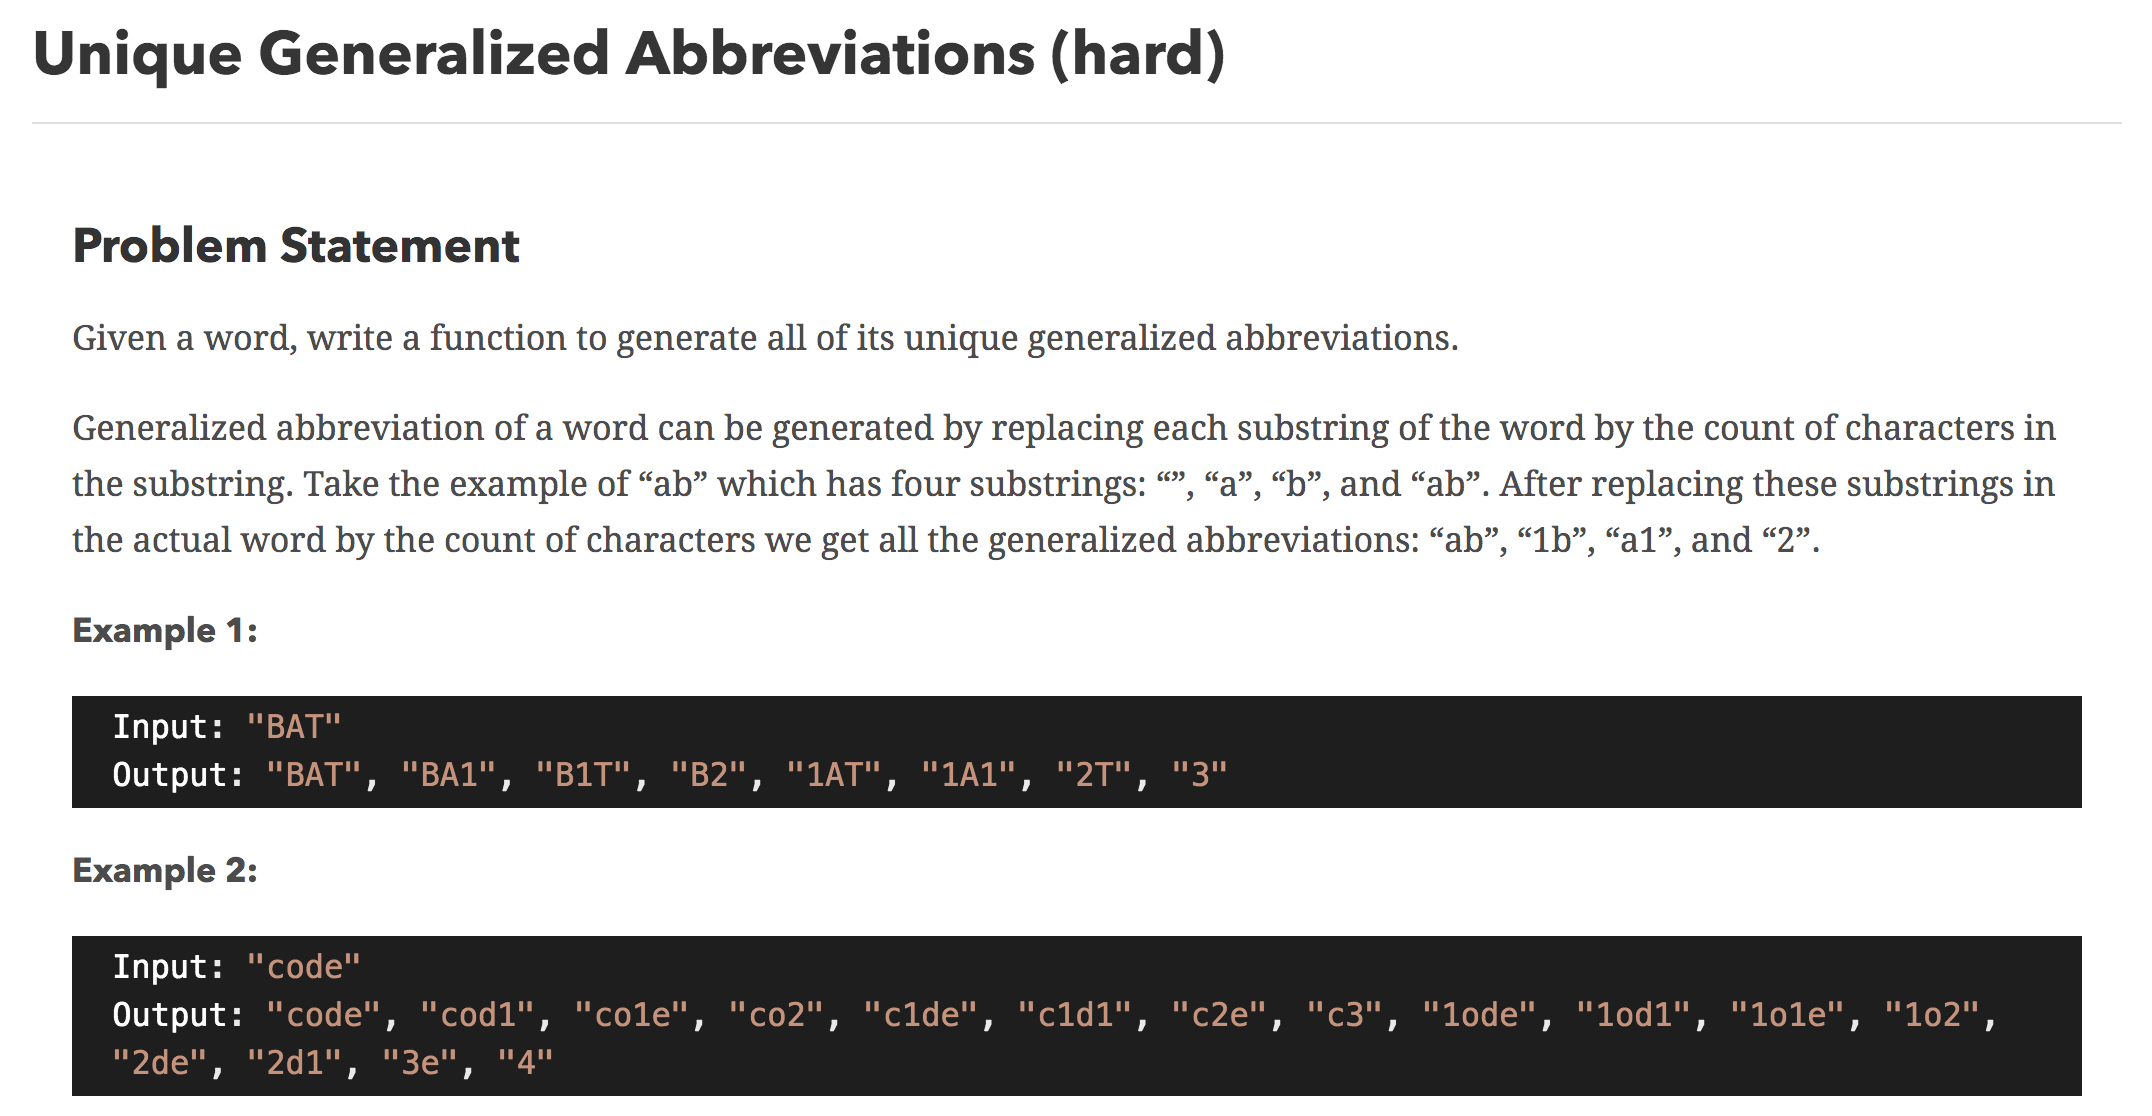 Unique Generalized Abbreviations (hard)
Problem Statement
Given a word, write a function to generate all of its unique generalized abbreviations.
Generalized abbreviation of a word can be generated by replacing each substring of the word by the count of characters in
the substring. Take the example of “ab” which has four substrings: “”, “a”, “b”, and “ab”. After replacing these substrings in
the actual word by the count of characters we get all the generalized abbreviations: “ab”, “1b”, “a1”, and “2”.
Example 1:
Input: "BAT"
Output: "BAT", "BA1", "B1T", "B2", "1AT", "1A1", "2T", "3"
Example 2:
Input: "code"
Output: "code", "cod1", "co1e", "co2", "c1de", "c1d1", "c2e", "c3", "1ode", "1od1", "1o1e", "1o2",
"2de", "2d1", "3e", "4"